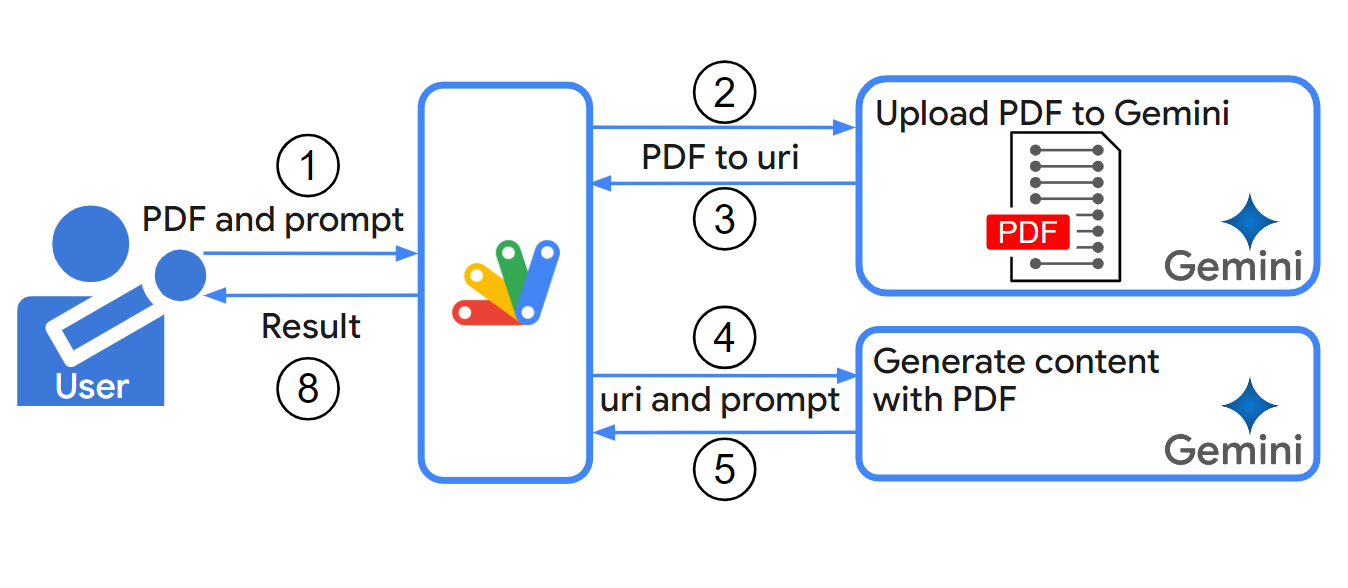 1
PDF and prompt
User
Result
8
2
PDF to uri
3
Upload PDF to Gemini
PDF
Gemini
4
uri and prompt
5
Generate content
with PDF
Gemini